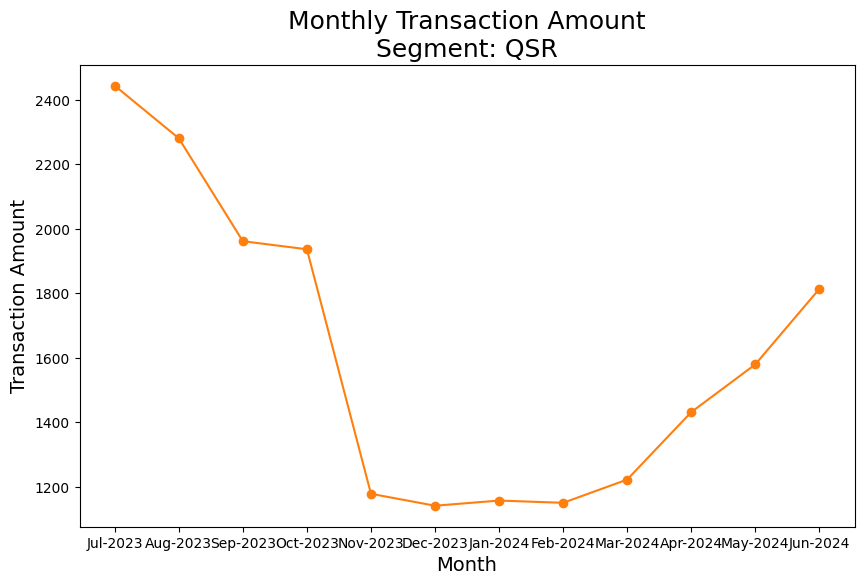 Monthly Transaction Amount
Segment: QSR
Transaction Amount
2400
2200
2000
1800
1600
1400
1200
Jul-2023 Aug-2023 Sep-2023 Oct-2023 Nov-2023 Dec-2023 Jan-2024 Feb-2024 Mar-2024 Apr-2024 May-2024 Jun-2024
Month